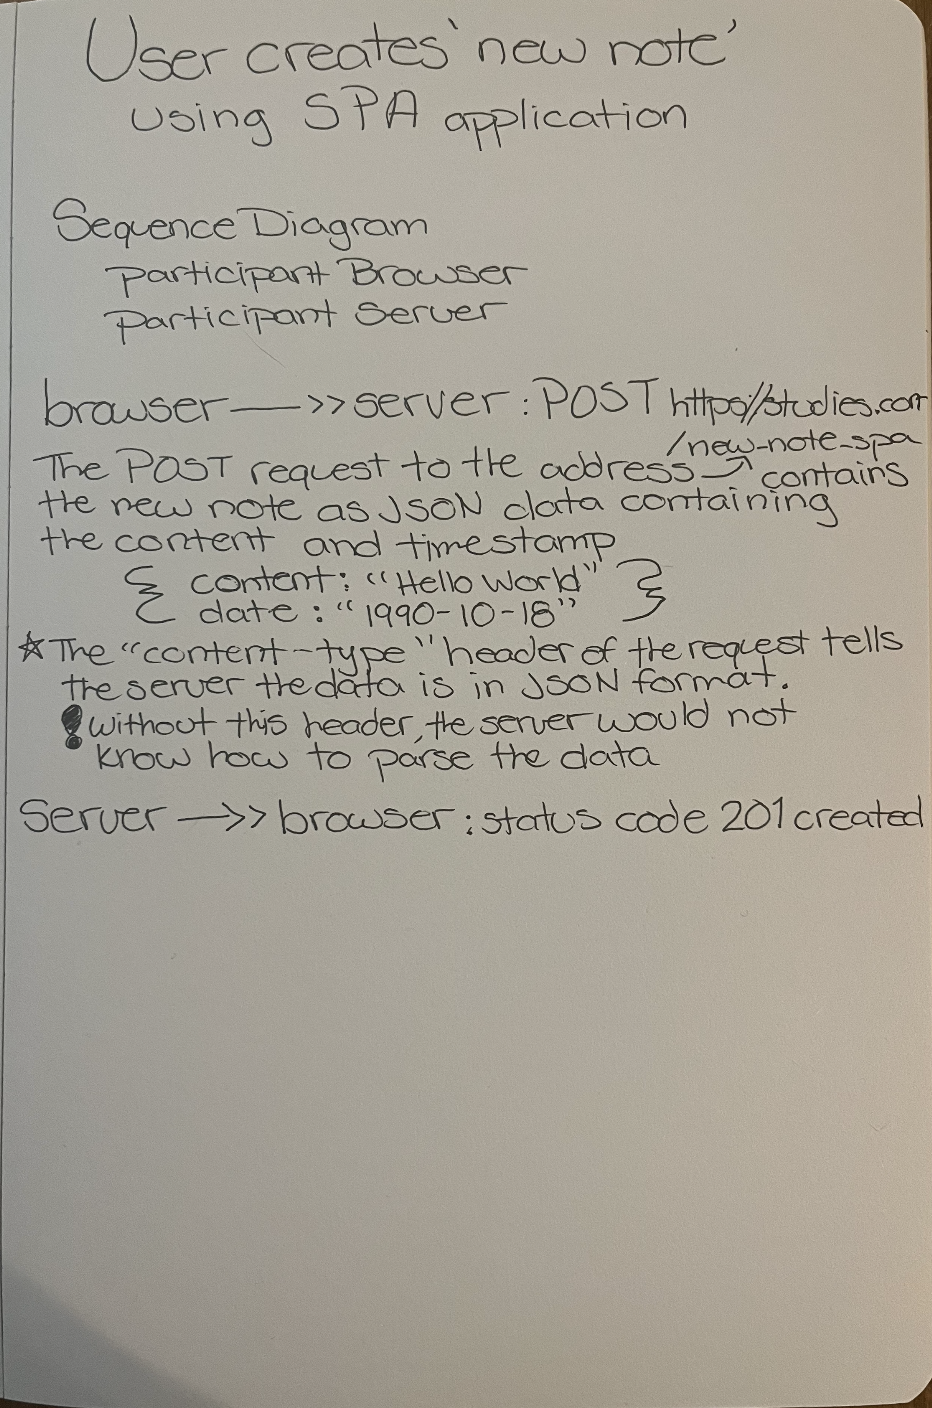 User creates 'new note'
using SPA application
Sequence Diagram
participant Browser
participant Server
browser —>> server : POST https://studies.com
/new-note_spa
The POST request to the address → contains
the new note as JSON data containing
the content and timestamp
{ content: "Hello World" }
date : "1990-10-18"
☆ The "content-type" header of the request tells
the server the data is in JSON format.
! Without this header, the server would not
know how to parse the data
Server —>> browser : status code 201 created